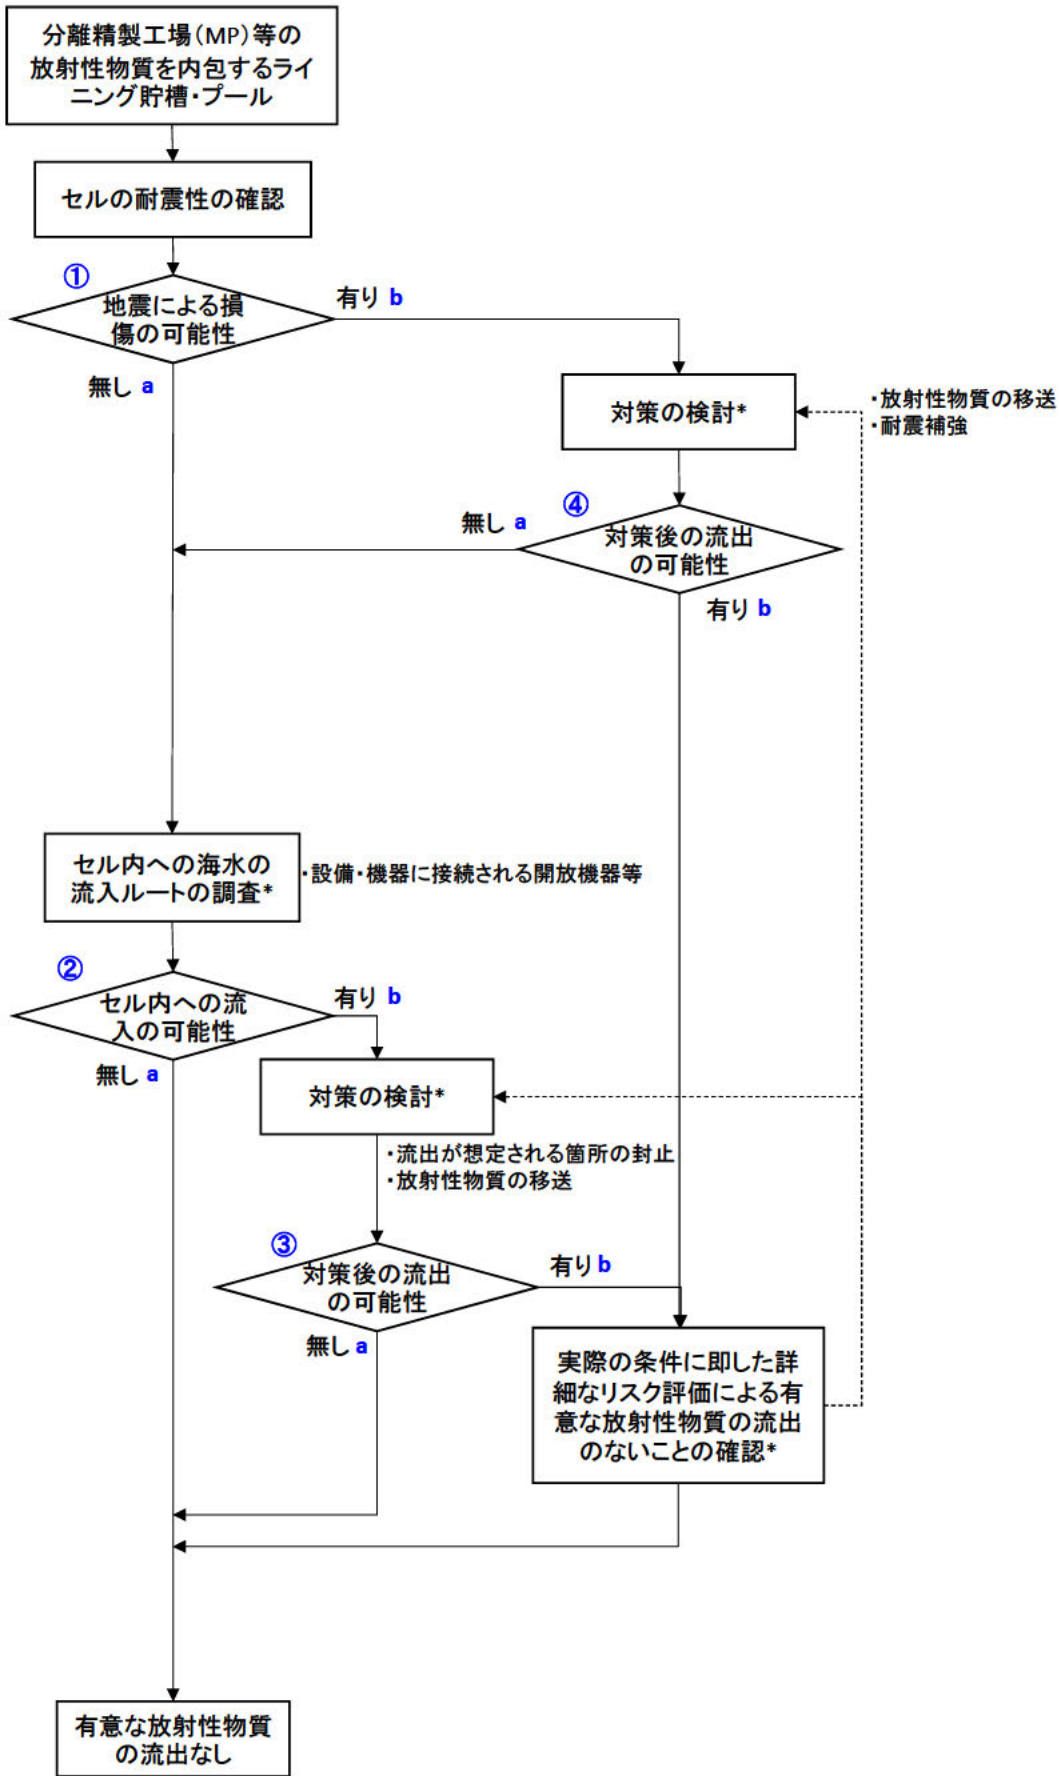 分離精製工場(MP)等の
放射性物質を内包するライ
ニング貯槽・プール
セルの耐震性の確認
①
地震による損
傷の可能性
有り b
無し a
対策の検討*
・放射性物質の移送
・耐震補強
④
対策後の流出
の可能性
無し a
有り b
セル内への海水の
流入ルートの調査*
・設備・機器に接続される開放機器等
②
セル内への流
入の可能性
有り b
無し a
対策の検討*
・流出が想定される箇所の封止
・放射性物質の移送
③
対策後の流出
の可能性
有り b
無し a
実際の条件に即した詳
細なリスク評価による有
意な放射性物質の流出
のないことの確認*
有意な放射性物質
の流出なし